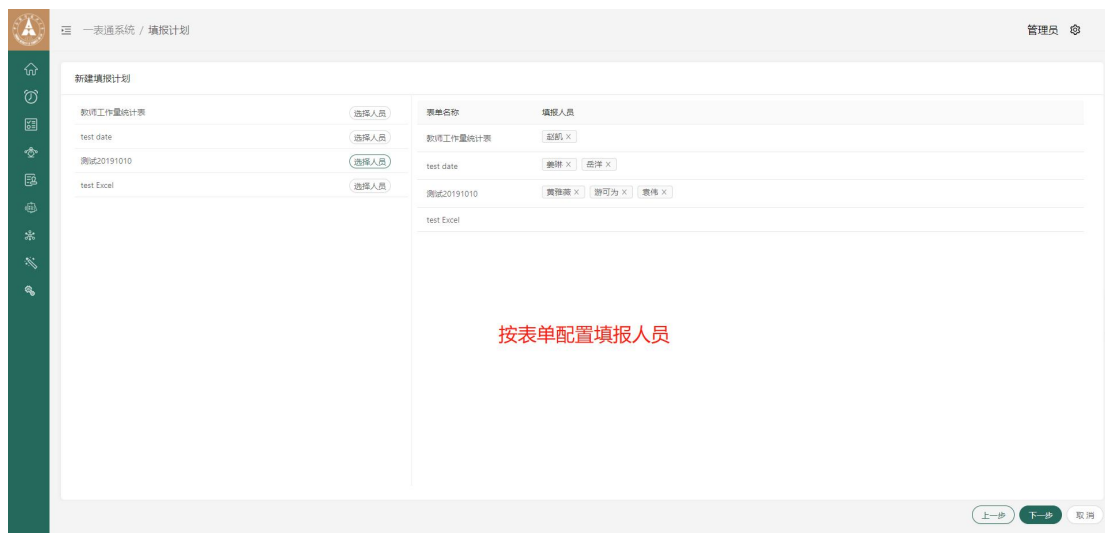 一表通系统 / 填报计划
管理员
新建填报计划
教师工作量统计表 选择人员
test date 选择人员
测试20191010 选择人员
test Excel 选择人员
表单名称 填报人员
教师工作量统计表 赵凯 ×
test date 姜琳 × 岳洋 ×
测试20191010 黄雅薇 × 游可为 × 袁伟 ×
test Excel
按表单配置填报人员
上一步 下一步 取消